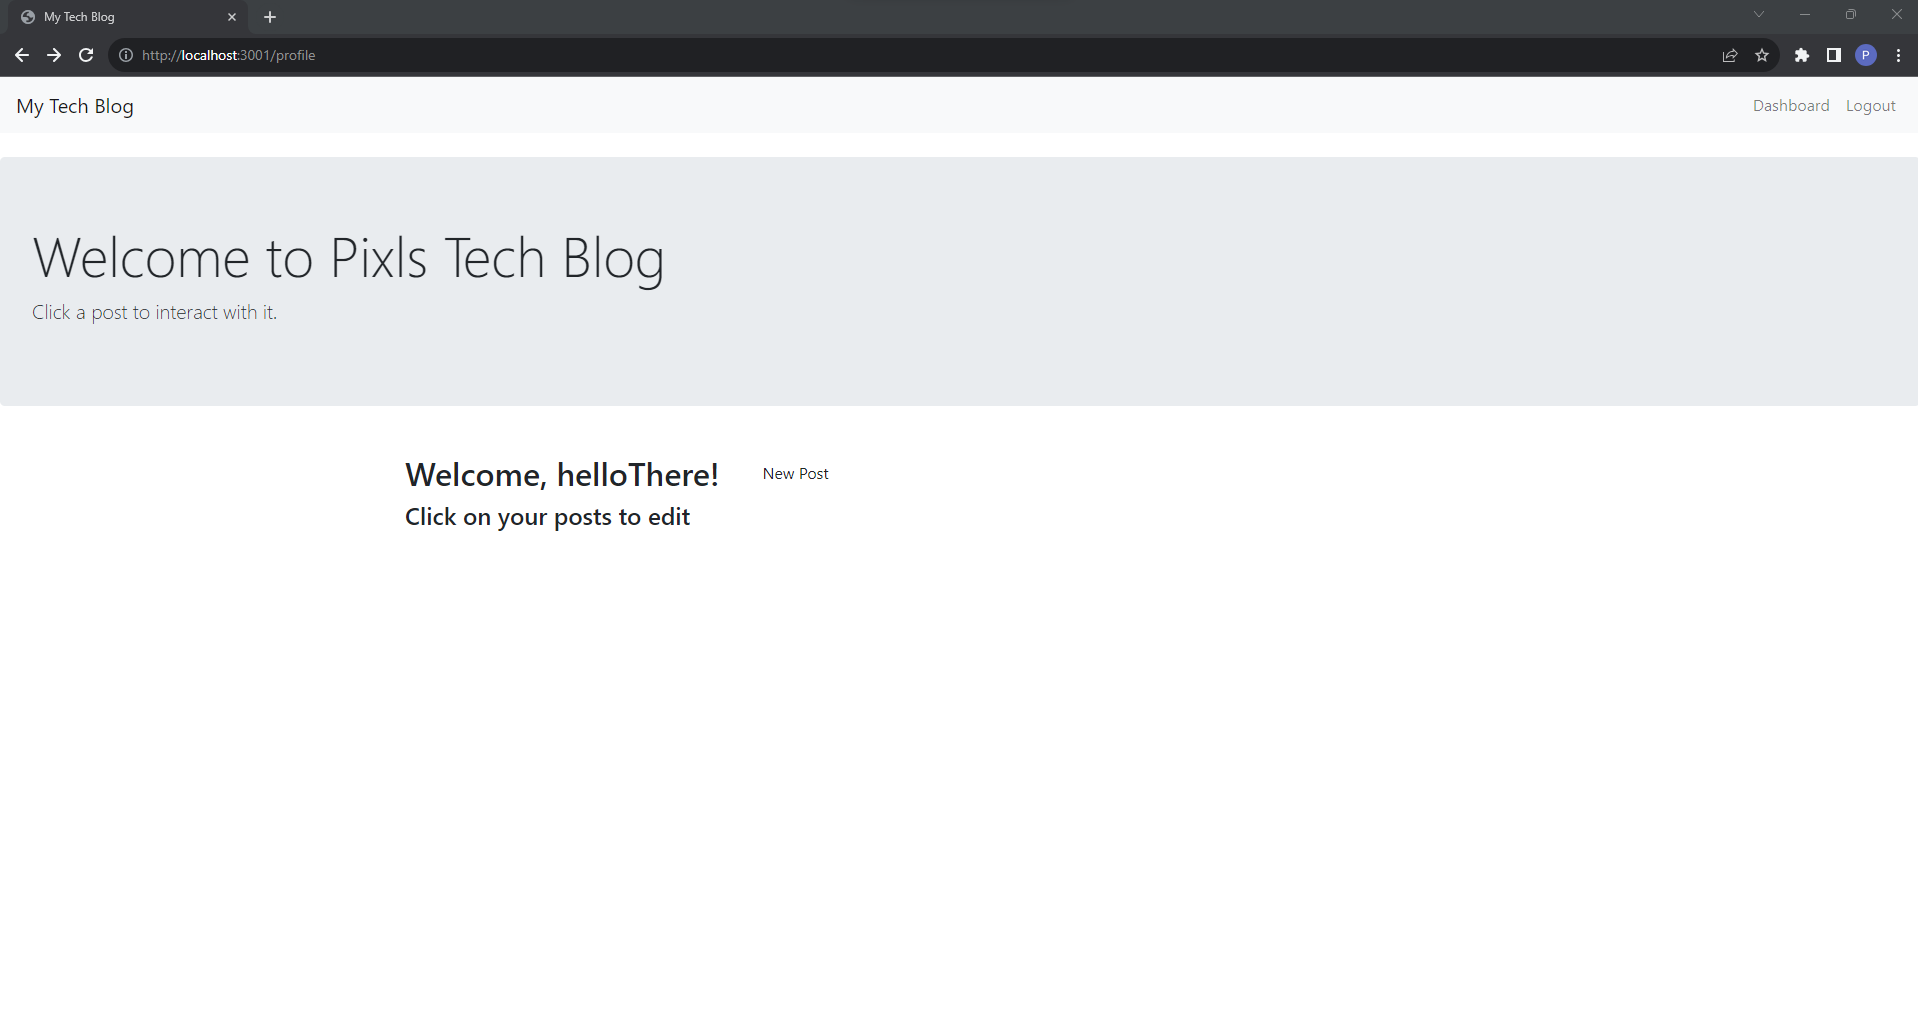 My Tech Blog
http://localhost:3001/profile
P
My Tech Blog
Dashboard Logout
Welcome to Pixls Tech Blog
Click a post to interact with it.
Welcome, helloThere! New Post
Click on your posts to edit